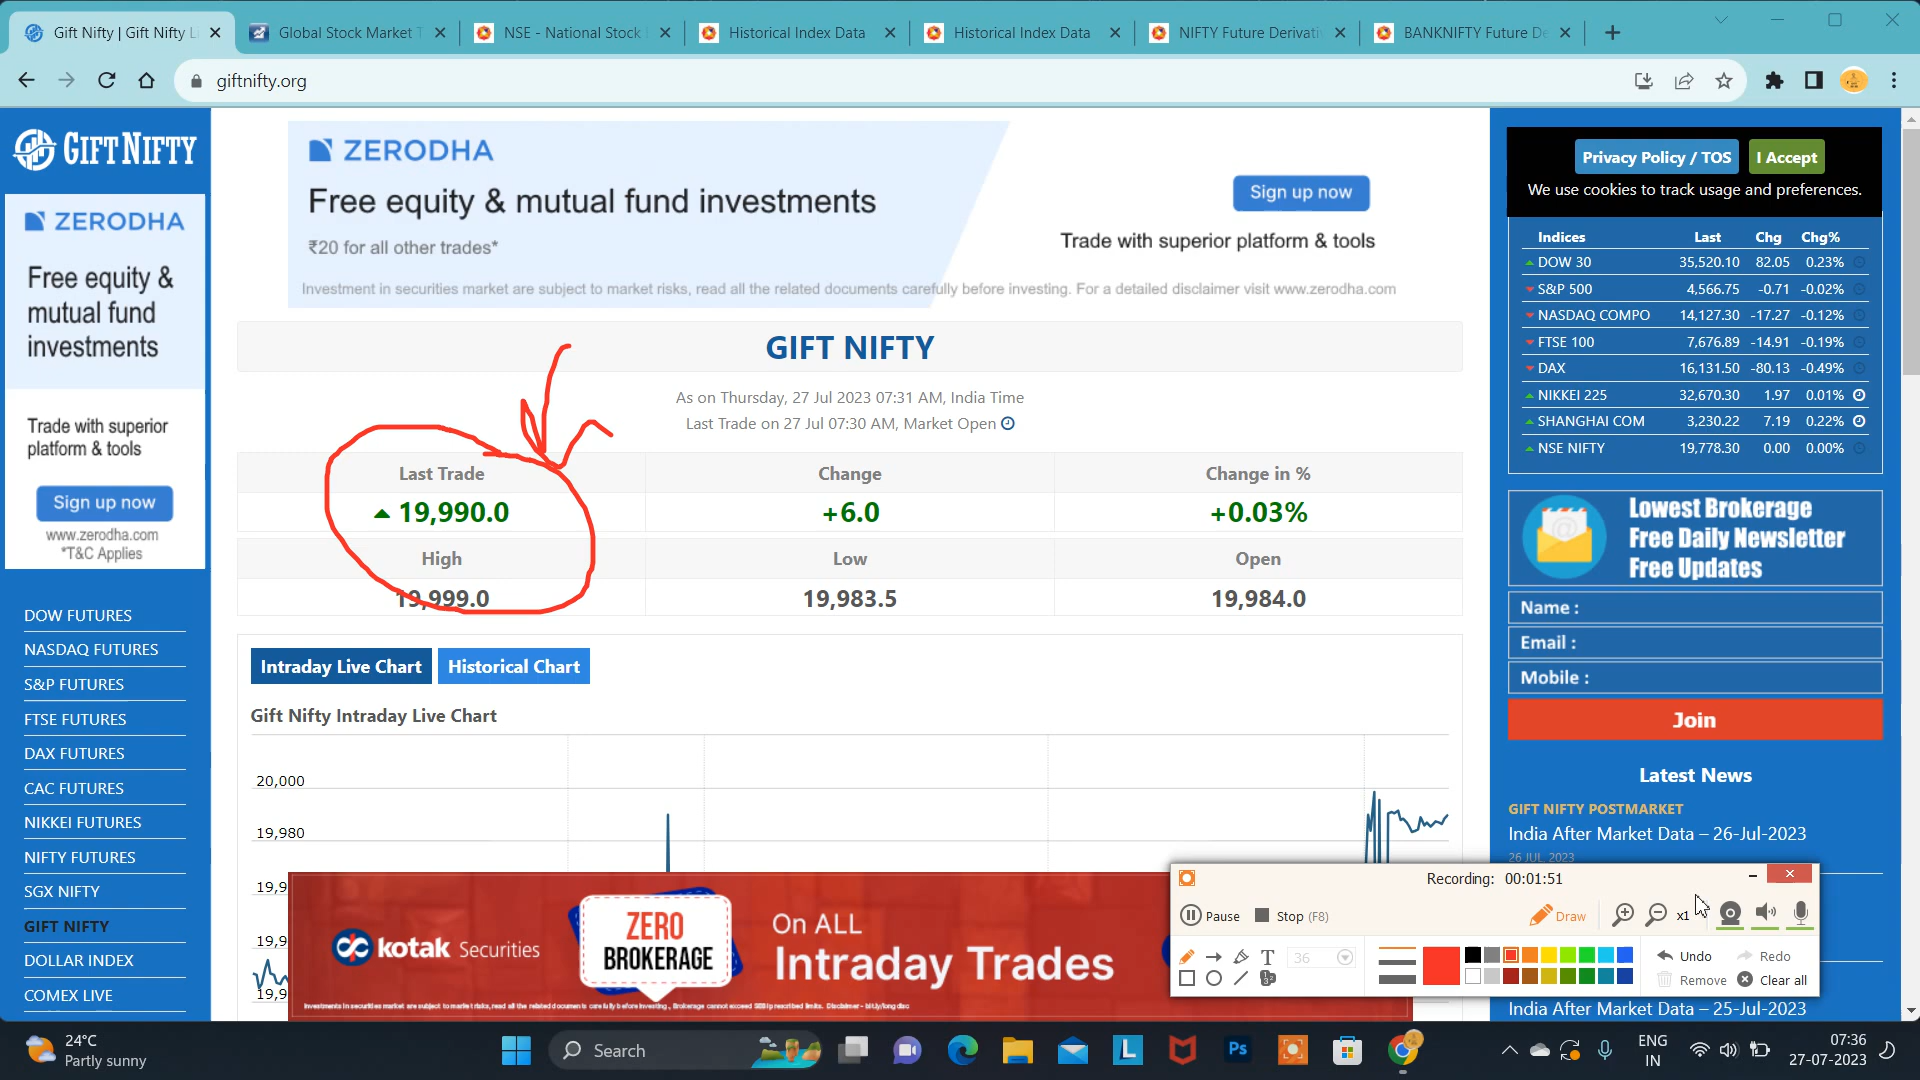 Gift Nifty | Gift Nifty Li
Global Stock Market T
NSE - National Stock E
Historical Index Data
Historical Index Data
NIFTY Future Derivativ
BANKNIFTY Future De
giftnifty.org
GIFT NIFTY
ZERODHA
Free equity &
mutual fund
investments
Trade with superior
platform & tools
Sign up now
www.zerodha.com
*T&C Applies
DOW FUTURES
NASDAQ FUTURES
S&P FUTURES
FTSE FUTURES
DAX FUTURES
CAC FUTURES
NIKKEI FUTURES
NIFTY FUTURES
SGX NIFTY
GIFT NIFTY
DOLLAR INDEX
COMEX LIVE
ZERODHA
Free equity & mutual fund investments
₹20 for all other trades*
Sign up now
Trade with superior platform & tools
Investment in securities market are subject to market risks, read all the related documents carefully before investing. For a detailed disclaimer visit www.zerodha.com
GIFT NIFTY
As on Thursday, 27 Jul 2023 07:31 AM, India Time
Last Trade on 27 Jul 07:30 AM, Market Open
Last Trade Change Change in %
19,990.0 +6.0 +0.03%
High Low Open
19,999.0 19,983.5 19,984.0
Intraday Live Chart Historical Chart
Gift Nifty Intraday Live Chart
20,000
19,980
19,9
19,9
19,9
kotak Securities
ZERO
BROKERAGE
On ALL
Intraday Trades
Privacy Policy / TOS I Accept
We use cookies to track usage and preferences.
Indices Last Chg Chg%
DOW 30 35,520.10 82.05 0.23%
S&P 500 4,566.75 -0.71 -0.02%
NASDAQ COMPO 14,127.30 -17.27 -0.12%
FTSE 100 7,676.89 -14.91 -0.19%
DAX 16,131.50 -80.13 -0.49%
NIKKEI 225 32,670.30 1.97 0.01%
SHANGHAI COM 3,230.22 7.19 0.22%
NSE NIFTY 19,778.30 0.00 0.00%
Lowest Brokerage
Free Daily Newsletter
Free Updates
Name :
Email :
Mobile :
Join
Latest News
GIFT NIFTY POSTMARKET
India After Market Data – 26-Jul-2023
26 JUL, 2023
India After Market Data – 25-Jul-2023
Recording: 00:01:51
Pause Stop (F8) Draw x1
T 36 Undo Redo
Remove Clear all
24°C
Partly sunny
Search
L
Ps
ENG
IN
07:36
27-07-2023